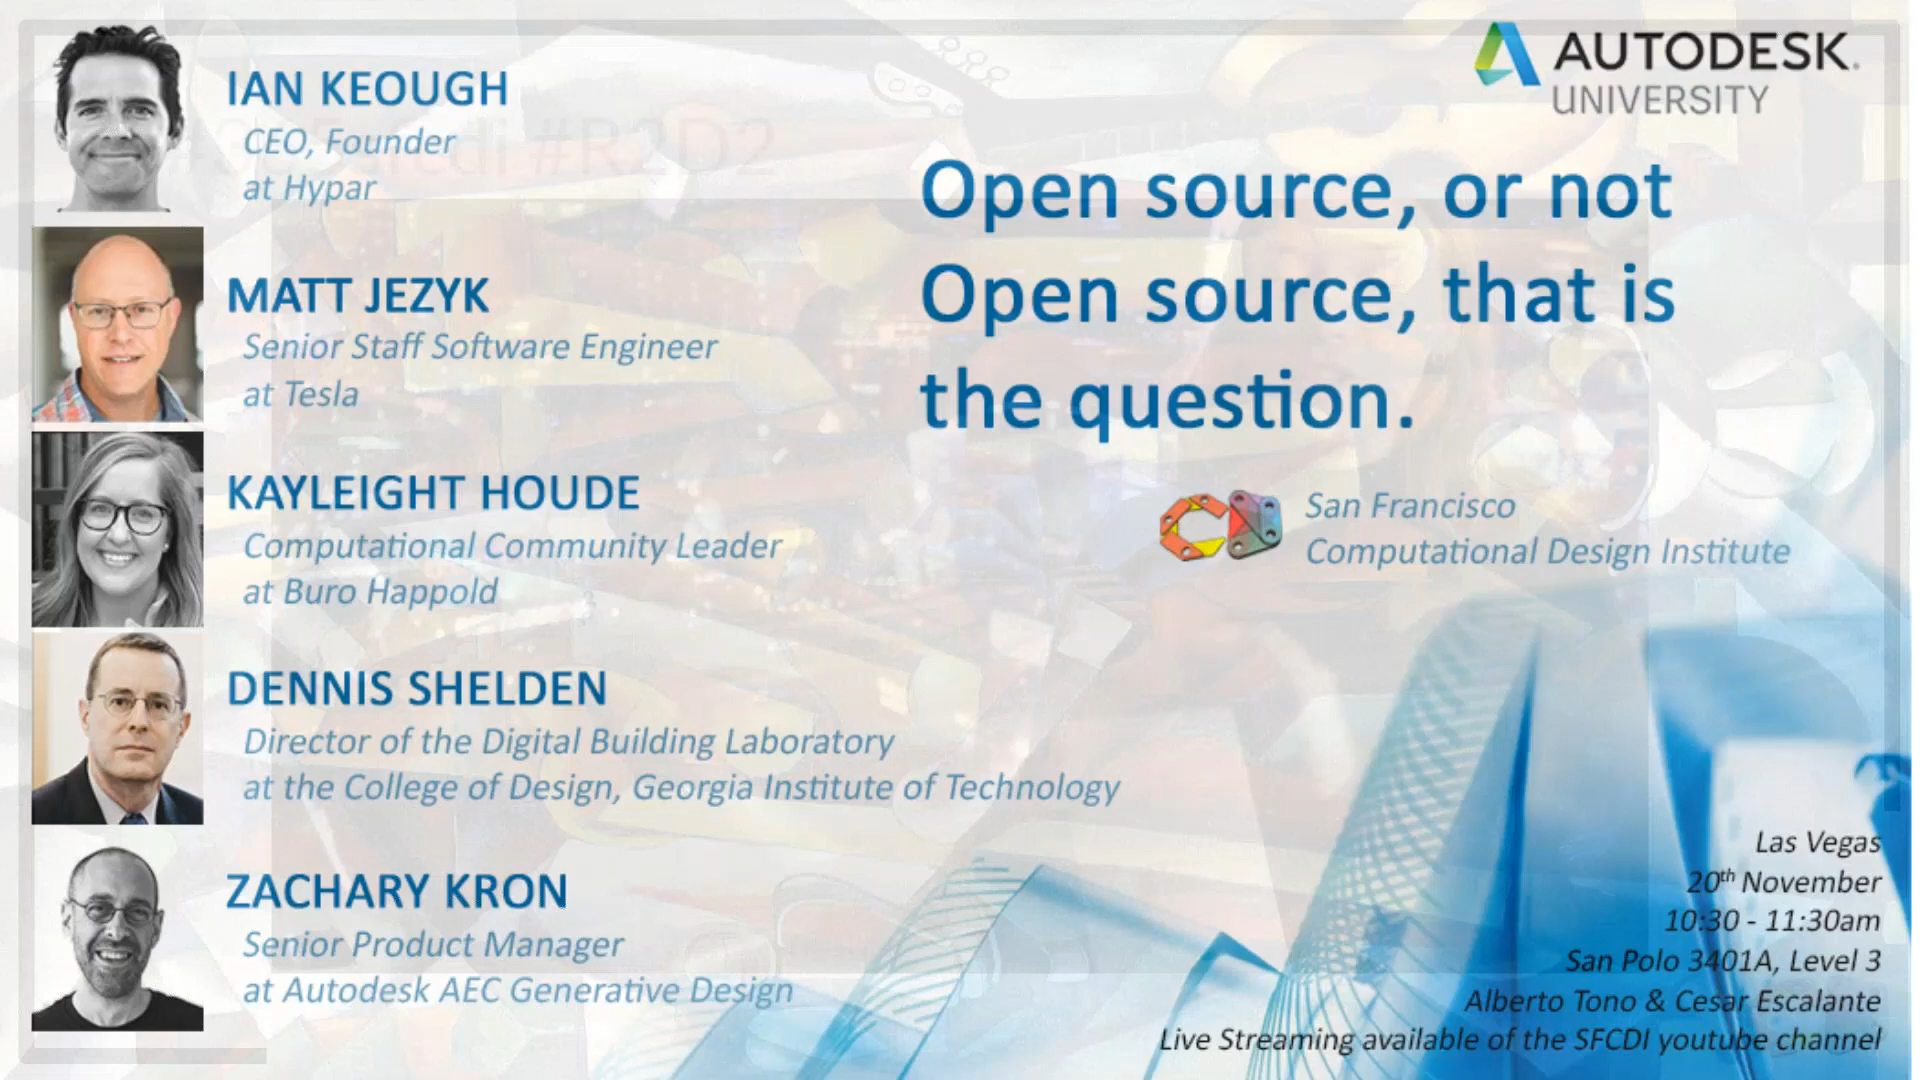 IAN KEOUGH
CEO, Founder
at Hypar
#R2D2
MATT JEZYK
Senior Staff Software Engineer
at Tesla
KAYLEIGHT HOUDE
Computational Community Leader
at Buro Happold
DENNIS SHELDEN
Director of the Digital Building Laboratory
at the College of Design, Georgia Institute of Technology
ZACHARY KRON
Senior Product Manager
at Autodesk AEC Generative Design
AUTODESK®
UNIVERSITY
Open source, or not
Open source, that is
the question.
San Francisco
Computational Design Institute
Las Vegas
20th November
10:30 - 11:30am
San Polo 3401A, Level 3
Alberto Tono & Cesar Escalante
Live Streaming available of the SFCDI youtube channel